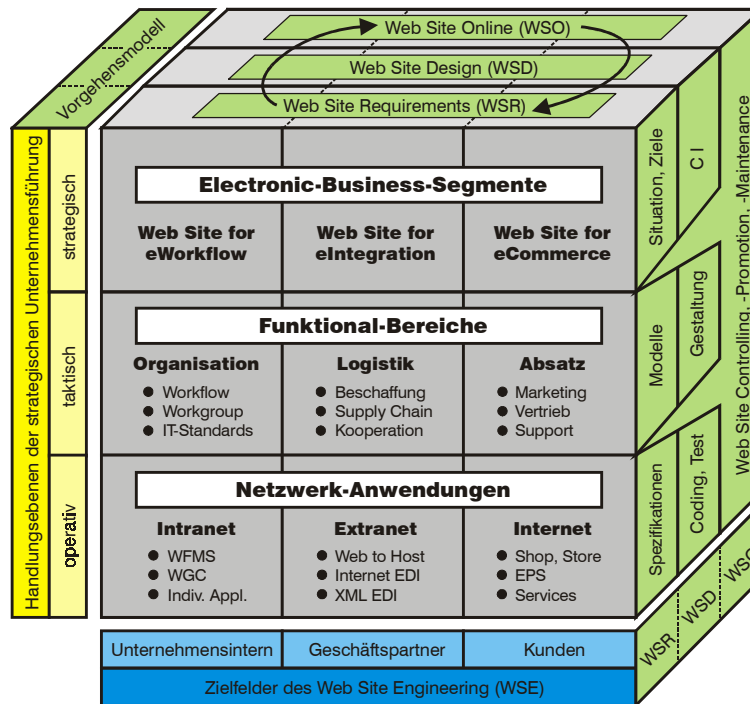 Vorgehensmodell
Web Site Online (WSO)
Web Site Design (WSD)
Web Site Requirements (WSR)
Handlungsebenen der strategischen Unternehmensführung
strategisch
taktisch
operativ
Electronic-Business-Segmente
Web Site for
eWorkflow
Web Site for
eIntegration
Web Site for
eCommerce
Funktional-Bereiche
Organisation
● Workflow
● Workgroup
● IT-Standards
Logistik
● Beschaffung
● Supply Chain
● Kooperation
Absatz
● Marketing
● Vertrieb
● Support
Netzwerk-Anwendungen
Intranet
● WFMS
● WGC
● Indiv. Appl.
Extranet
● Web to Host
● Internet EDI
● XML EDI
Internet
● Shop, Store
● EPS
● Services
Situation, Ziele
C I
Modelle
Gestaltung
Spezifikationen
Coding, Test
Web Site Controlling, -Promotion, -Maintenance
WSR
WSD
WSO
Unternehmensintern
Geschäftspartner
Kunden
Zielfelder des Web Site Engineering (WSE)